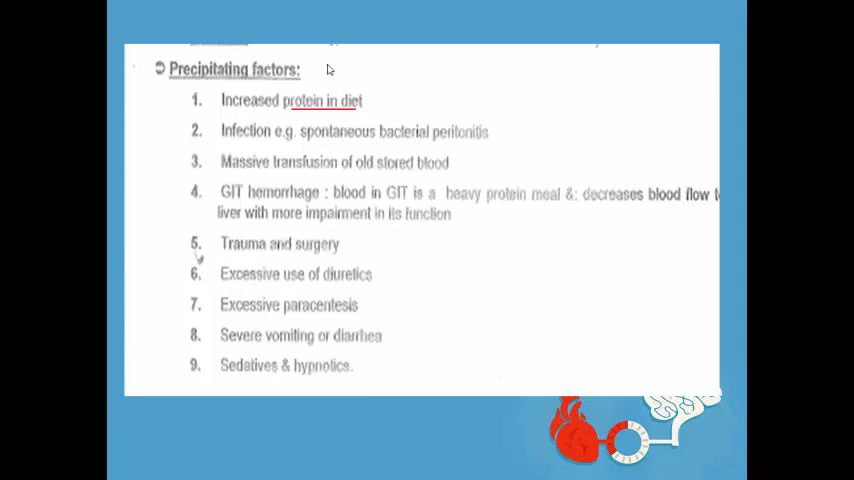 Precipitating factors:
1. Increased protein in diet
2. Infection e.g. spontaneous bacterial peritonitis
3. Massive transfusion of old stored blood
4. GIT hemorrhage : blood in GIT is a heavy protein meal &: decreases blood flow
liver with more impairment in its function
5. Trauma and surgery
6. Excessive use of diuretics
7. Excessive paracentesis
8. Severe vomiting or diarrhea
9. Sedatives & hypnotics.